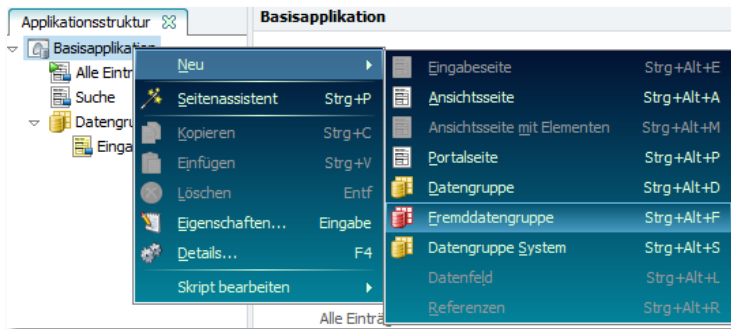 Applikationsstruktur
Basisapplikation
Basisapplikation
Alle Eintr
Suche
Datengru
Einga
Neu
Seitenassistent Strg+P
Kopieren Strg+C
Einfügen Strg+V
Löschen Entf
Eigenschaften... Eingabe
Details... F4
Skript bearbeiten
Eingabeseite Strg+Alt+E
Ansichtsseite Strg+Alt+A
Ansichtsseite mit Elementen Strg+Alt+M
Portalseite Strg+Alt+P
Datengruppe Strg+Alt+D
Fremddatengruppe Strg+Alt+F
Datengruppe System Strg+Alt+S
Datenfeld Strg+Alt+L
Referenzen Strg+Alt+R
Alle Einträ